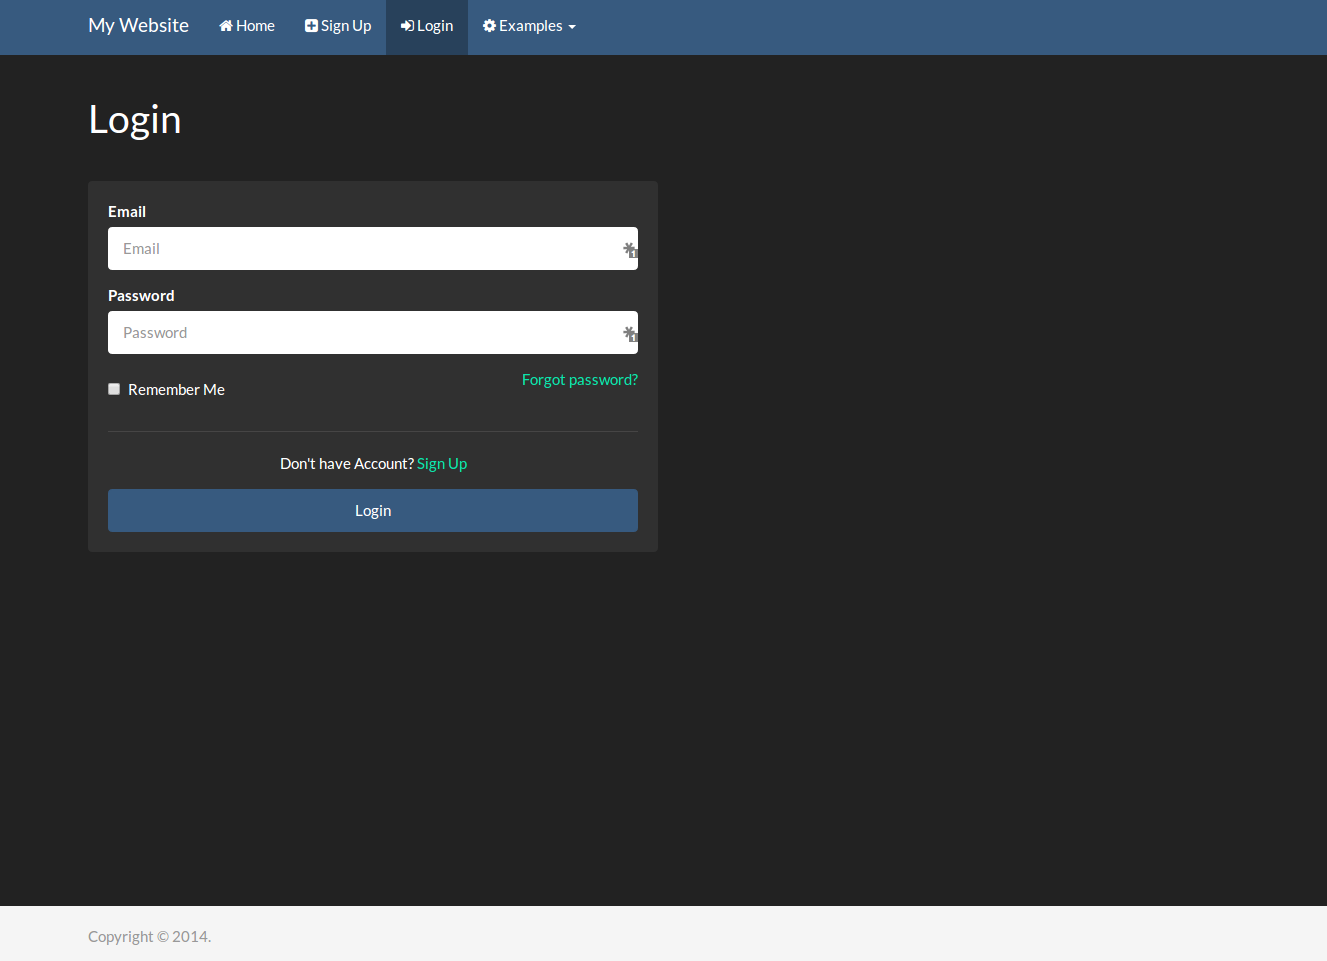 My Website Home Sign Up Login Examples
Login
Email
Email
Password
Password
Remember Me Forgot password?
Don't have Account? Sign Up
Login
Copyright © 2014.